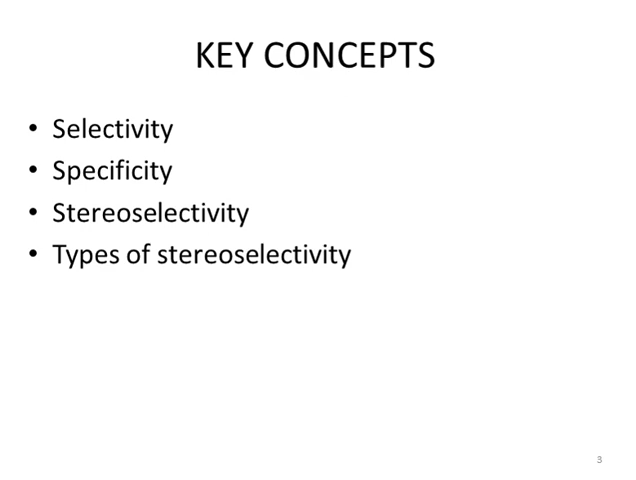 KEY CONCEPTS
• Selectivity
• Specificity
• Stereoselectivity
• Types of stereoselectivity
3